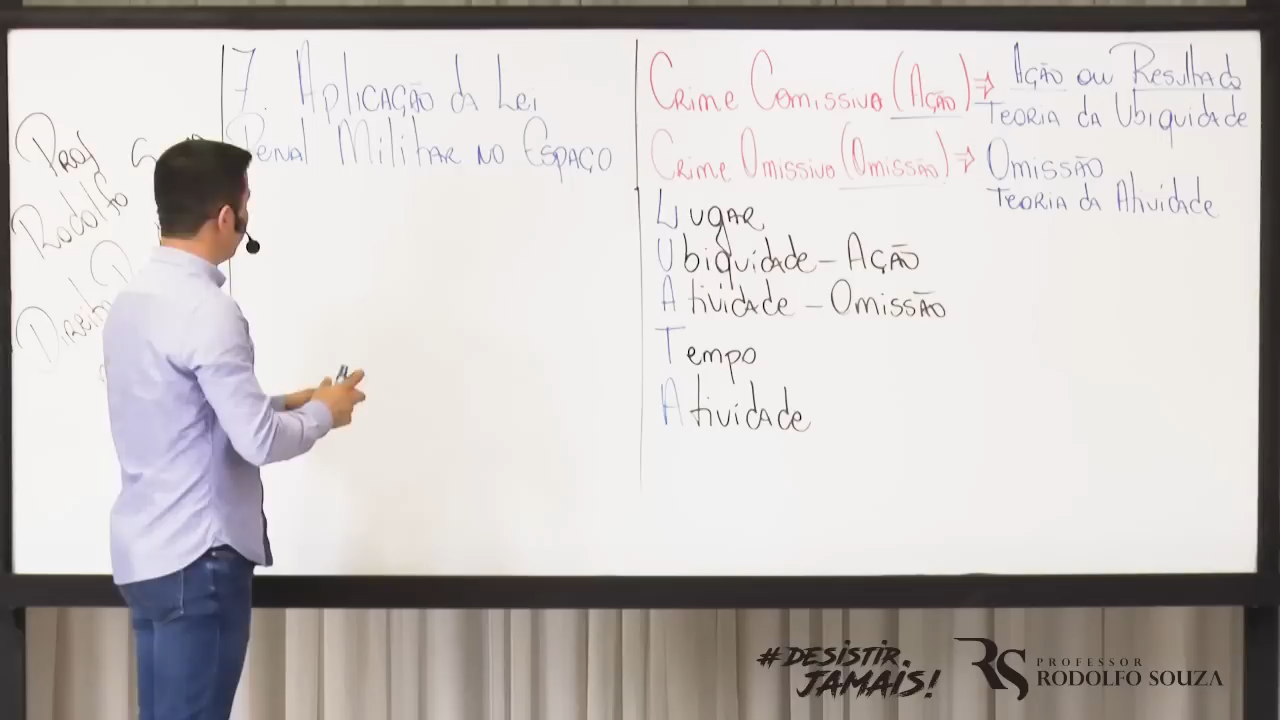 Prof
Rodolfo
Direito
7. Aplicação da Lei
Penal Militar no Espaço
Crime Comissivo (Ação) ⇒ Ação ou Resultado
Teoria da Ubiquidade
Crime Omissivo (Omissão) ⇒ Omissão
Teoria da Atividade
Lugar
Ubiquidade - Ação
Atividade - Omissão
Tempo
Atividade
#DESISTIR
JAMAIS!
RS
PROFESSOR
RODOLFO SOUZA